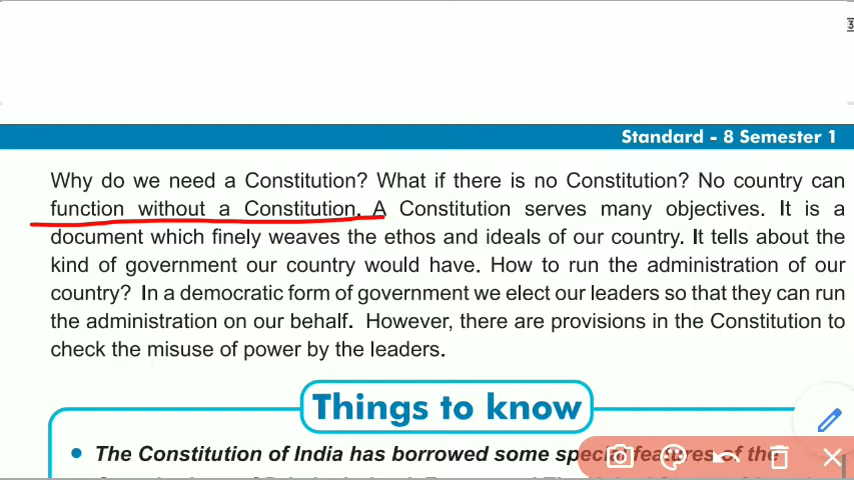 Standard - 8 Semester 1
Why do we need a Constitution? What if there is no Constitution? No country can
function without a Constitution. A Constitution serves many objectives. It is a
document which finely weaves the ethos and ideals of our country. It tells about the
kind of government our country would have. How to run the administration of our
country? In a democratic form of government we elect our leaders so that they can run
the administration on our behalf. However, there are provisions in the Constitution to
check the misuse of power by the leaders.
Things to know
• The Constitution of India has borrowed some special features of the